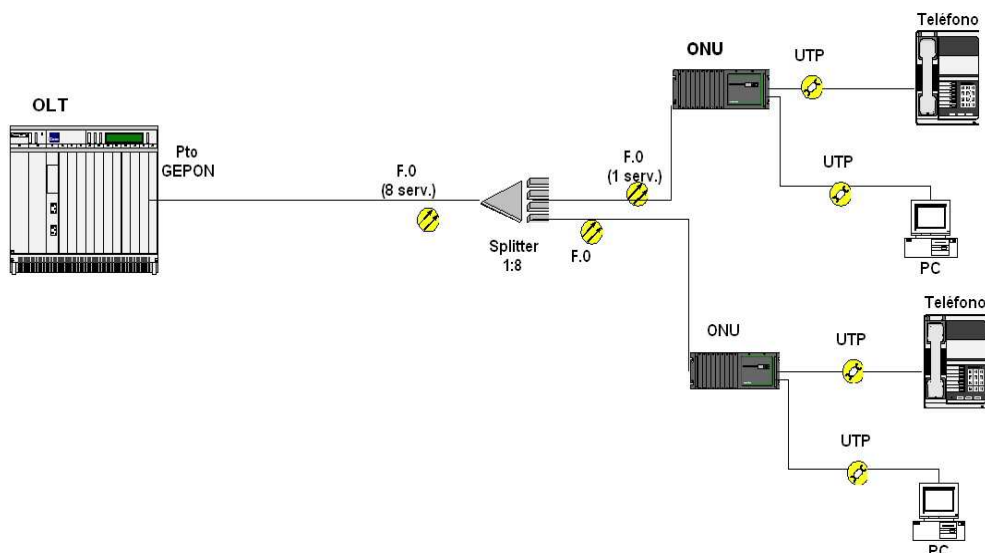 OLT
Pto
GEPON
F.0
(8 serv.)
Splitter
1:8
F.0
(1 serv.)
F.0
ONU
UTP
Teléfono
UTP
PC
ONU
UTP
Teléfono
UTP
PC